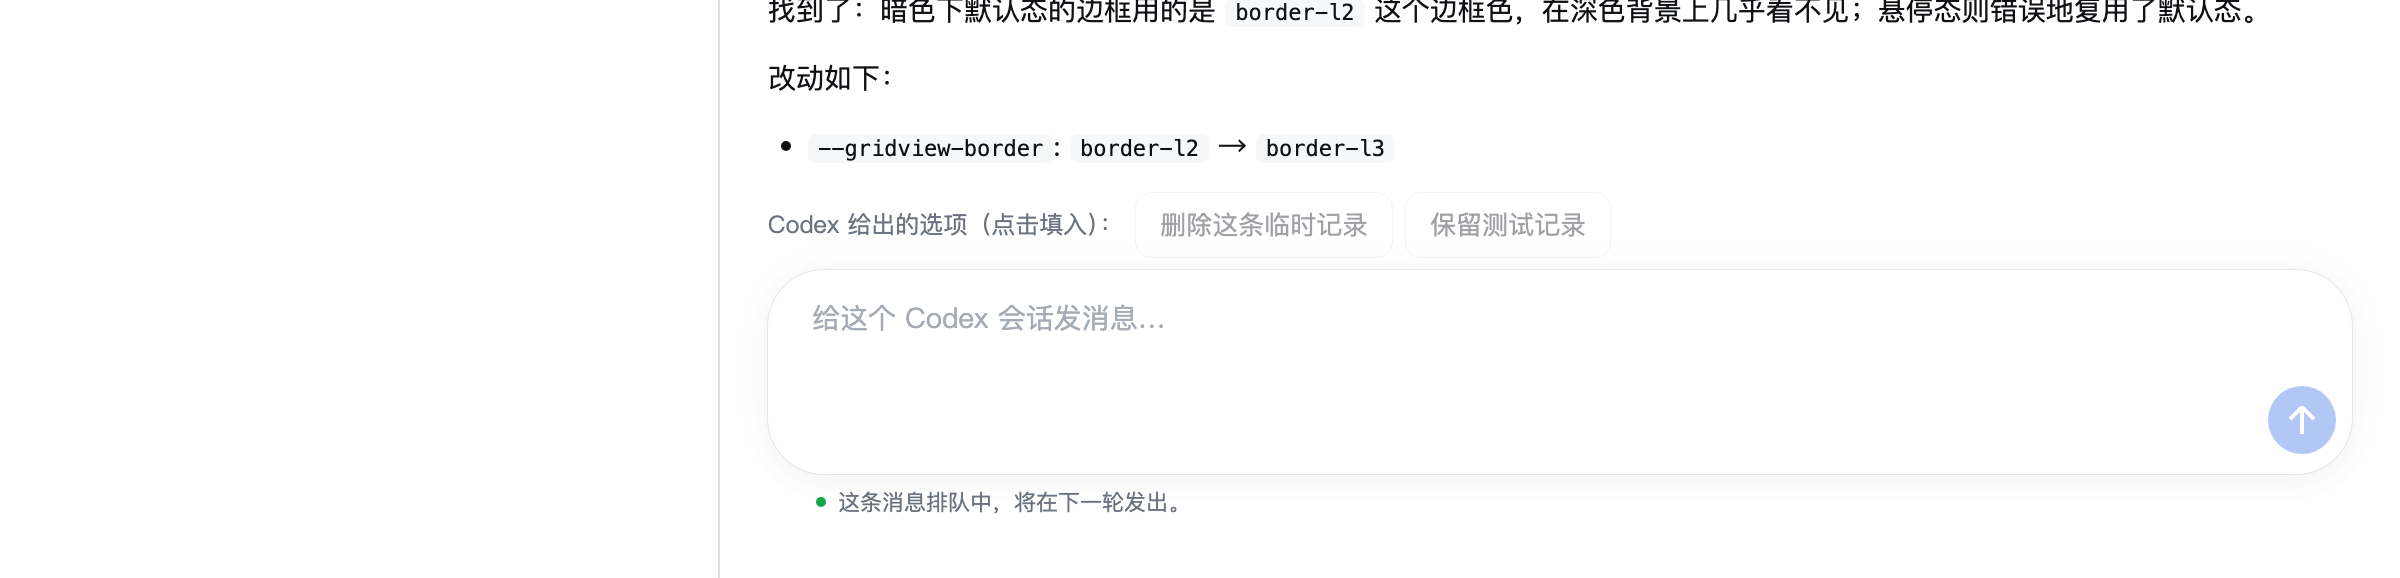 找到了：暗色下默认态的边框用的是 border-l2 这个边框色，在深色背景上几乎看不见；悬停态则错误地复用了默认态。
改动如下：
• --gridview-border： border-l2 → border-l3
Codex 给出的选项（点击填入）： 删除这条临时记录 保留测试记录
给这个 Codex 会话发消息…
这条消息排队中，将在下一轮发出。